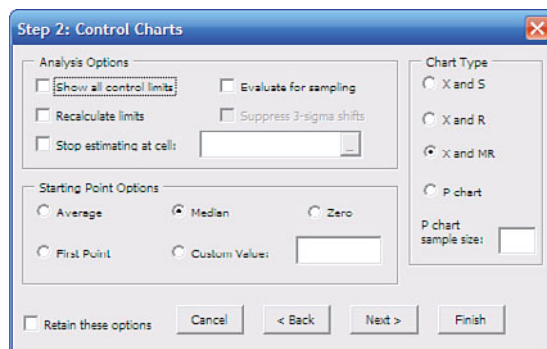 Step 2: Control Charts
Analysis Options
Show all control limits
Evaluate for sampling
Recalculate limits
Suppress 3-sigma shifts
Stop estimating at cell:
...
Starting Point Options
Average
Median
Zero
First Point
Custom Value:
Chart Type
X and S
X and R
X and MR
P chart
P chart
sample size:
Retain these options
Cancel
< Back
Next >
Finish